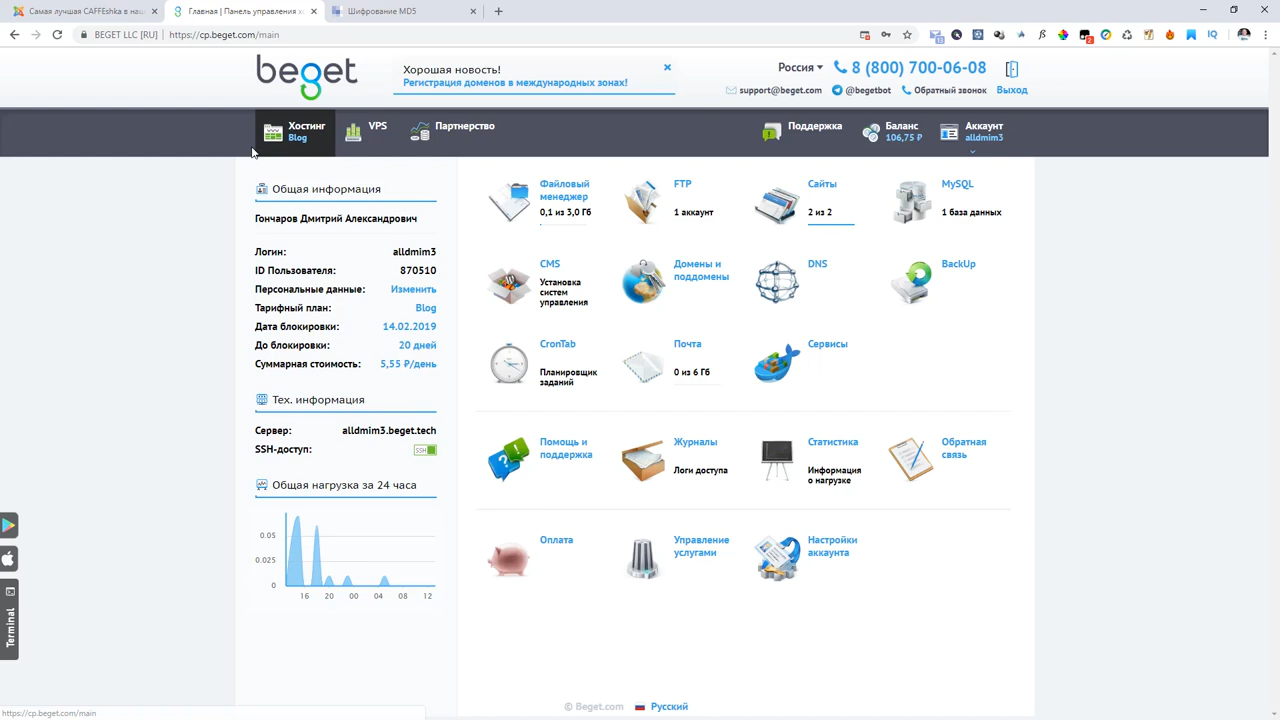 Самая лучшая CAFFEshka в наш
Главная | Панель управления хо
Шифрование MD5
BEGET LLC [RU] | https://cp.beget.com/main
beget
Хорошая новость!
Регистрация доменов в международных зонах!
Россия
8 (800) 700-06-08
support@beget.com
@begetbot
Обратный звонок
Выход
Хостинг
Blog
VPS
Партнерство
Поддержка
Баланс
106,75 ₽
Аккаунт
alldmim3
Общая информация
Гончаров Дмитрий Александрович
Логин: alldmim3
ID Пользователя: 870510
Персональные данные: Изменить
Тарифный план: Blog
Дата блокировки: 14.02.2019
До блокировки: 20 дней
Суммарная стоимость: 5,55 ₽/день
Тех. информация
Сервер: alldmim3.beget.tech
SSH-доступ: SSH
Общая нагрузка за 24 часа
0.05
0.025
0
16 20 00 04 08 12
Файловый
менеджер
0,1 из 3,0 Гб
FTP
1 аккаунт
Сайты
2 из 2
MySQL
1 база данных
CMS
Установка
систем
управления
Домены и
поддомены
DNS
BackUp
CronTab
Планировщик
заданий
Почта
0 из 6 Гб
Сервисы
Помощь и
поддержка
Журналы
Логи доступа
Статистика
Информация
о нагрузке
Обратная
связь
Оплата
Управление
услугами
Настройки
аккаунта
Terminal
© Beget.com
Русский
https://cp.beget.com/main